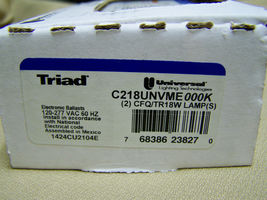 Triad
Universal
Lighting Technologies
C218UNVME000K
(2) CFQ/TR18W LAMP(S)
Electronic Ballasts
120-277 VAC 60 HZ
Install in accordance
with National
Electrical code
Assembled in Mexico
1424CU2104E
7 68386 23827 0